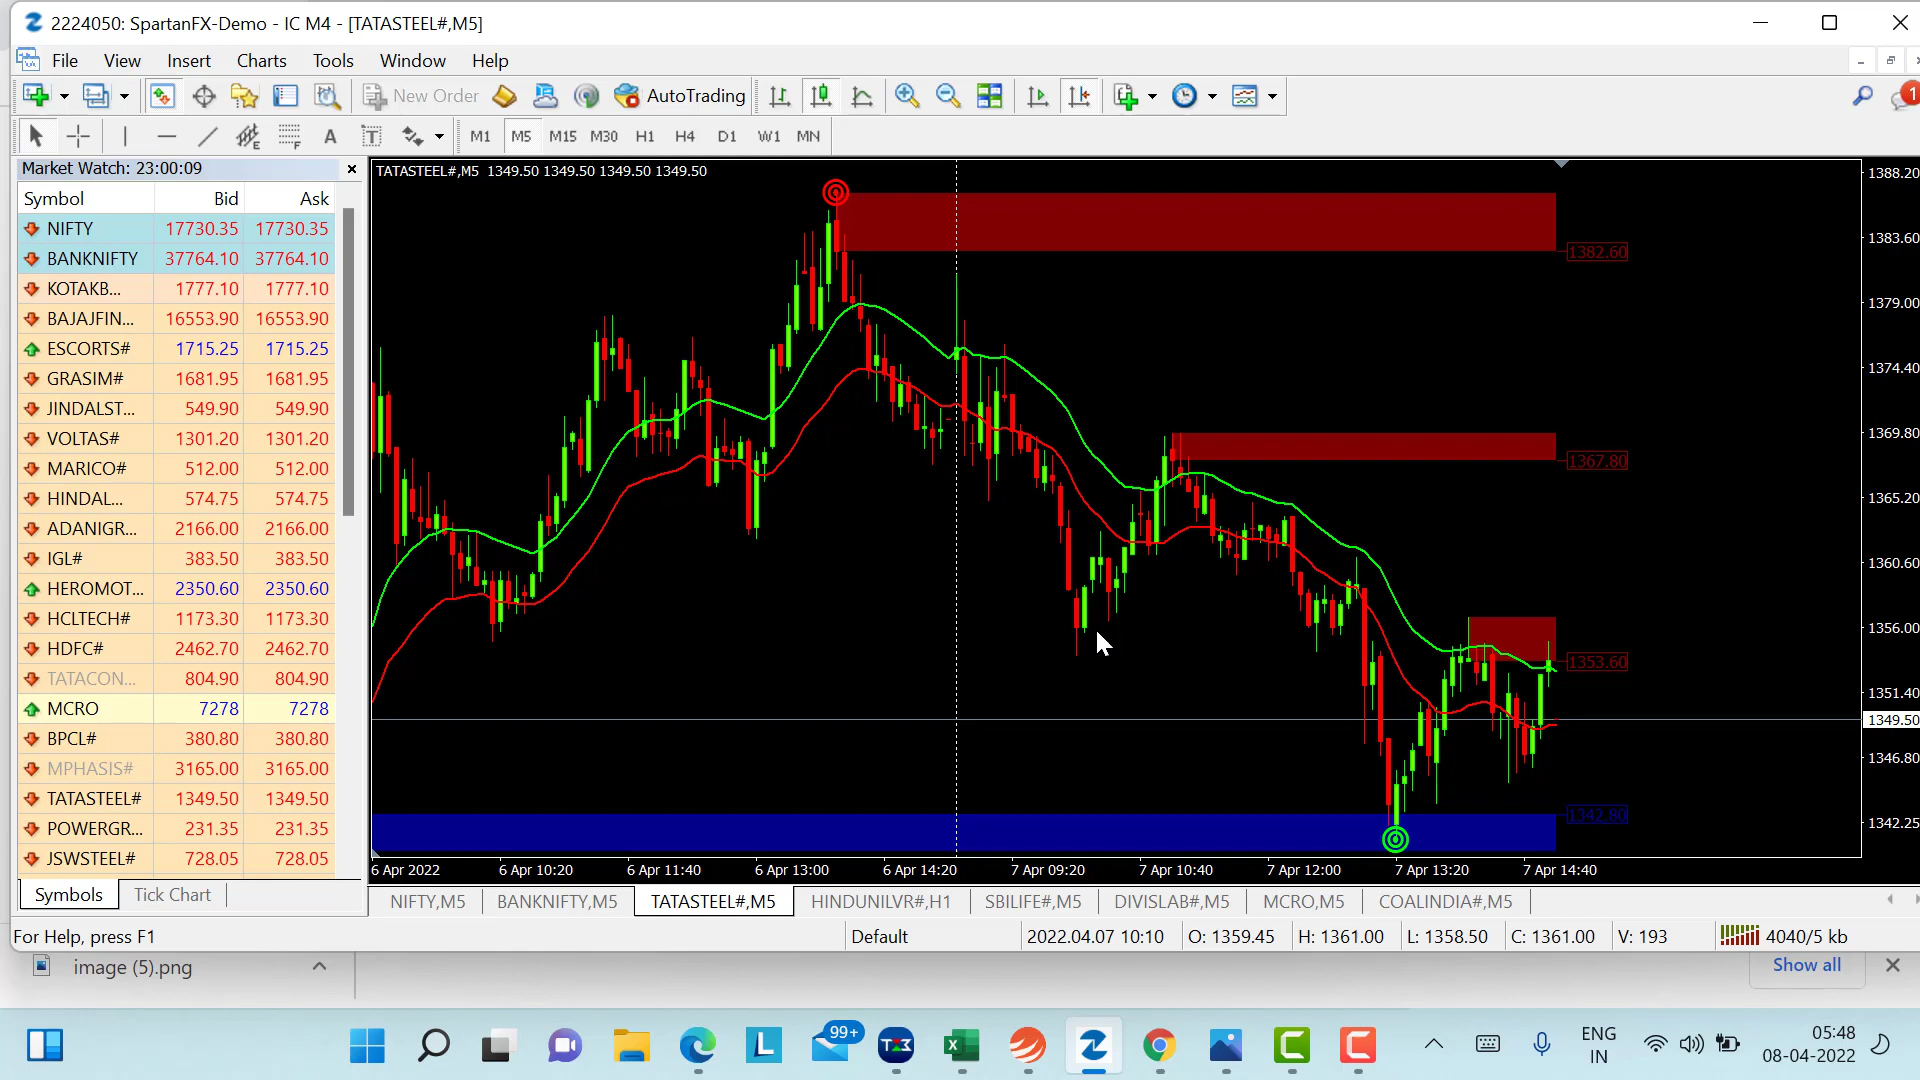 2224050: SpartanFX-Demo - IC M4 - [TATASTEEL#,M5]
File View Insert Charts Tools Window Help
New Order AutoTrading
1
A T M1 M5 M15 M30 H1 H4 D1 W1 MN
Market Watch: 23:00:09
Symbol Bid Ask
NIFTY 17730.35 17730.35
BANKNIFTY 37764.10 37764.10
KOTAKB... 1777.10 1777.10
BAJAJFIN... 16553.90 16553.90
ESCORTS# 1715.25 1715.25
GRASIM# 1681.95 1681.95
JINDALST... 549.90 549.90
VOLTAS# 1301.20 1301.20
MARICO# 512.00 512.00
HINDAL... 574.75 574.75
ADANIGR... 2166.00 2166.00
IGL# 383.50 383.50
HEROMOT... 2350.60 2350.60
HCLTECH# 1173.30 1173.30
HDFC# 2462.70 2462.70
TATACON... 804.90 804.90
MCRO 7278 7278
BPCL# 380.80 380.80
MPHASIS# 3165.00 3165.00
TATASTEEL# 1349.50 1349.50
POWERGR... 231.35 231.35
JSWSTEEL# 728.05 728.05
Symbols Tick Chart
TATASTEEL#,M5 1349.50 1349.50 1349.50 1349.50
1382.60
1367.80
1353.60
1342.80
1388.20
1383.60
1379.00
1374.40
1369.80
1365.20
1360.60
1356.00
1351.40
1349.50
1346.80
1342.25
6 Apr 2022 6 Apr 10:20 6 Apr 11:40 6 Apr 13:00 6 Apr 14:20 7 Apr 09:20 7 Apr 10:40 7 Apr 12:00 7 Apr 13:20 7 Apr 14:40
NIFTY,M5 BANKNIFTY,M5 TATASTEEL#,M5 HINDUNILVR#,H1 SBILIFE#,M5 DIVISLAB#,M5 MCRO,M5 COALINDIA#,M5
For Help, press F1 Default 2022.04.07 10:10 O: 1359.45 H: 1361.00 L: 1358.50 C: 1361.00 V: 193 4040/5 kb
image (5).png Show all
99+
ENG
IN
05:48
08-04-2022